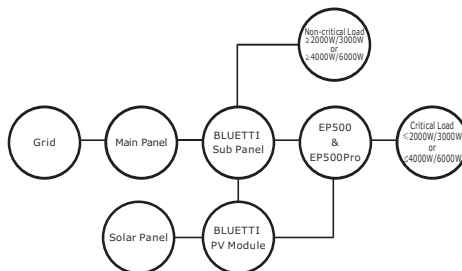 Non-critical Load
≥2000W/3000W
or
≥4000W/6000W
Grid
Main Panel
BLUETTI
Sub Panel
EP500
&
EP500Pro
Critical Load
≤2000W/3000W
or
≤4000W/6000W
Solar Panel
BLUETTI
PV Module